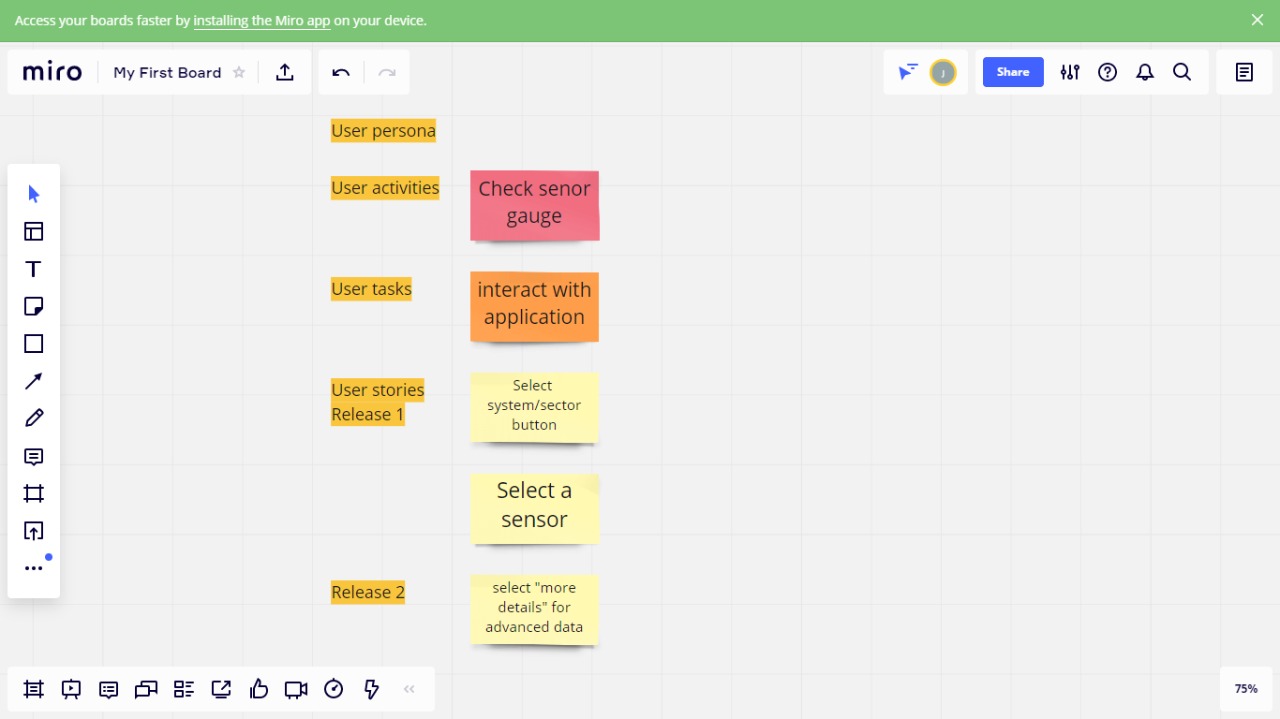 Access your boards faster by installing the Miro app on your device.
miro
My First Board
J
Share
User persona
User activities
Check senor
gauge
User tasks
interact with
application
User stories
Release 1
Select
system/sector
button
Select a
sensor
Release 2
select "more
details" for
advanced data
75%